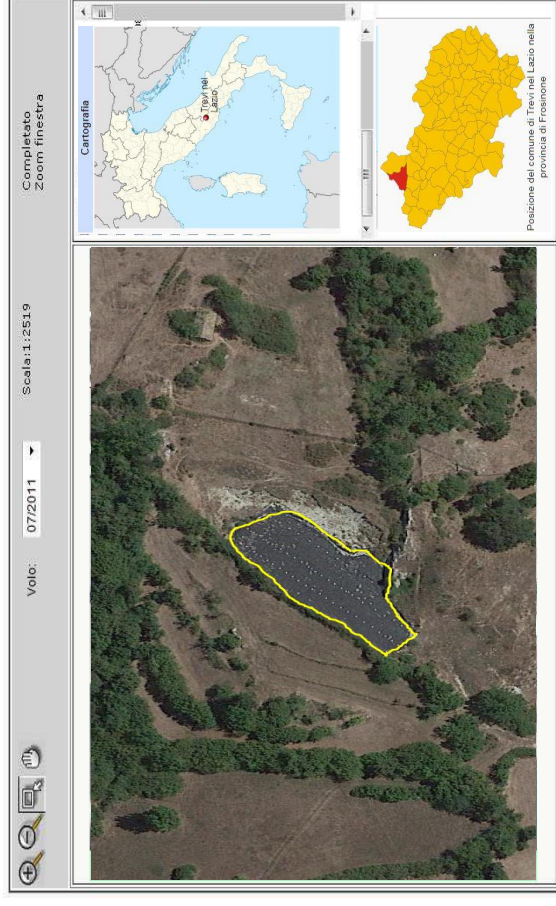 Volo:
07/2011
Scala:1:2519
Completato
Zoom finestra
Cartografia
Trevi nel
Lazio
Posizione del comune di Trevi nel Lazio nella
provincia di Frosinone